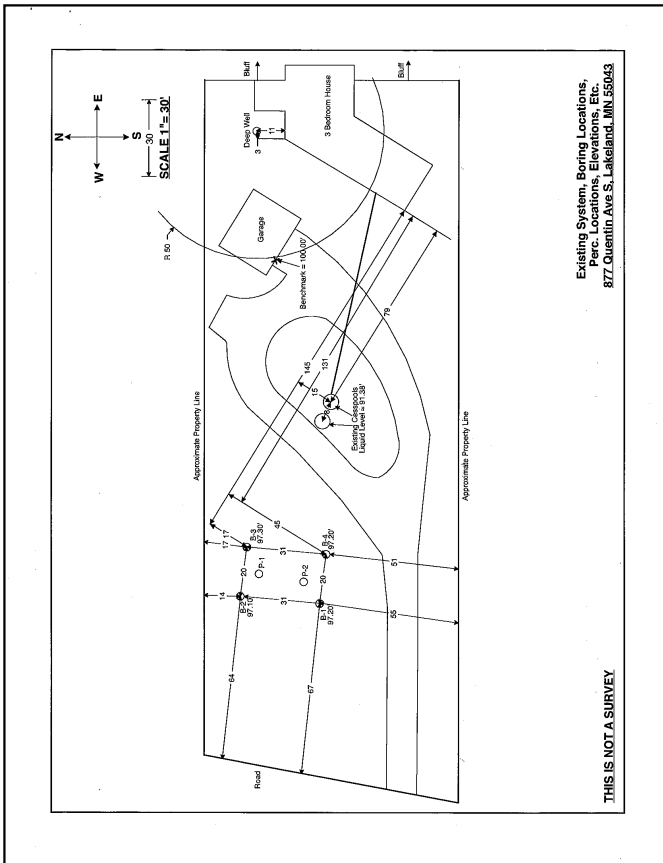 N
W
E
S
30
SCALE 1"= 30'
Bluff
Bluff
Deep Well
3
11
3 Bedroom House
R 50
Garage
Benchmark = 100.00'
Approximate Property Line
145
131
79
15
8
Existing Cesspools
Liquid Level = 91.38'
17
17
B-3
97.30'
45
14
20
31
P-1
B-2
97.10'
31
P-2
B-4
97.20'
20
B-1
97.20'
51
55
64
67
Road
Approximate Property Line
Existing System, Boring Locations,
Perc. Locations, Elevations, Etc.
877 Quentin Ave S, Lakeland, MN 55043
THIS IS NOT A SURVEY